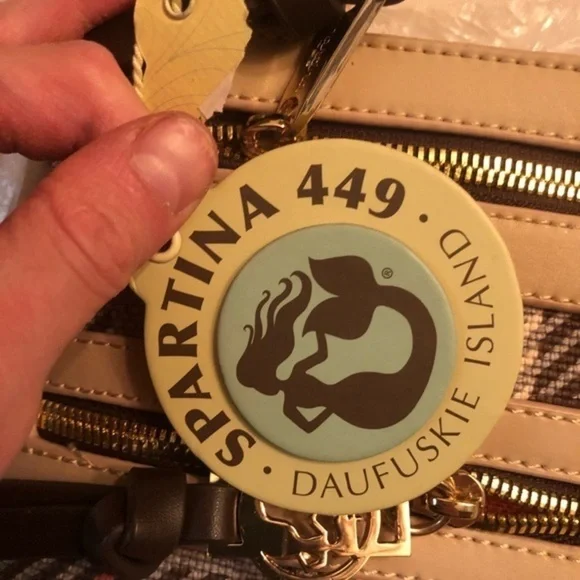 SPARTINA 449 ·
DAUFUSKIE ISLAND ·
®